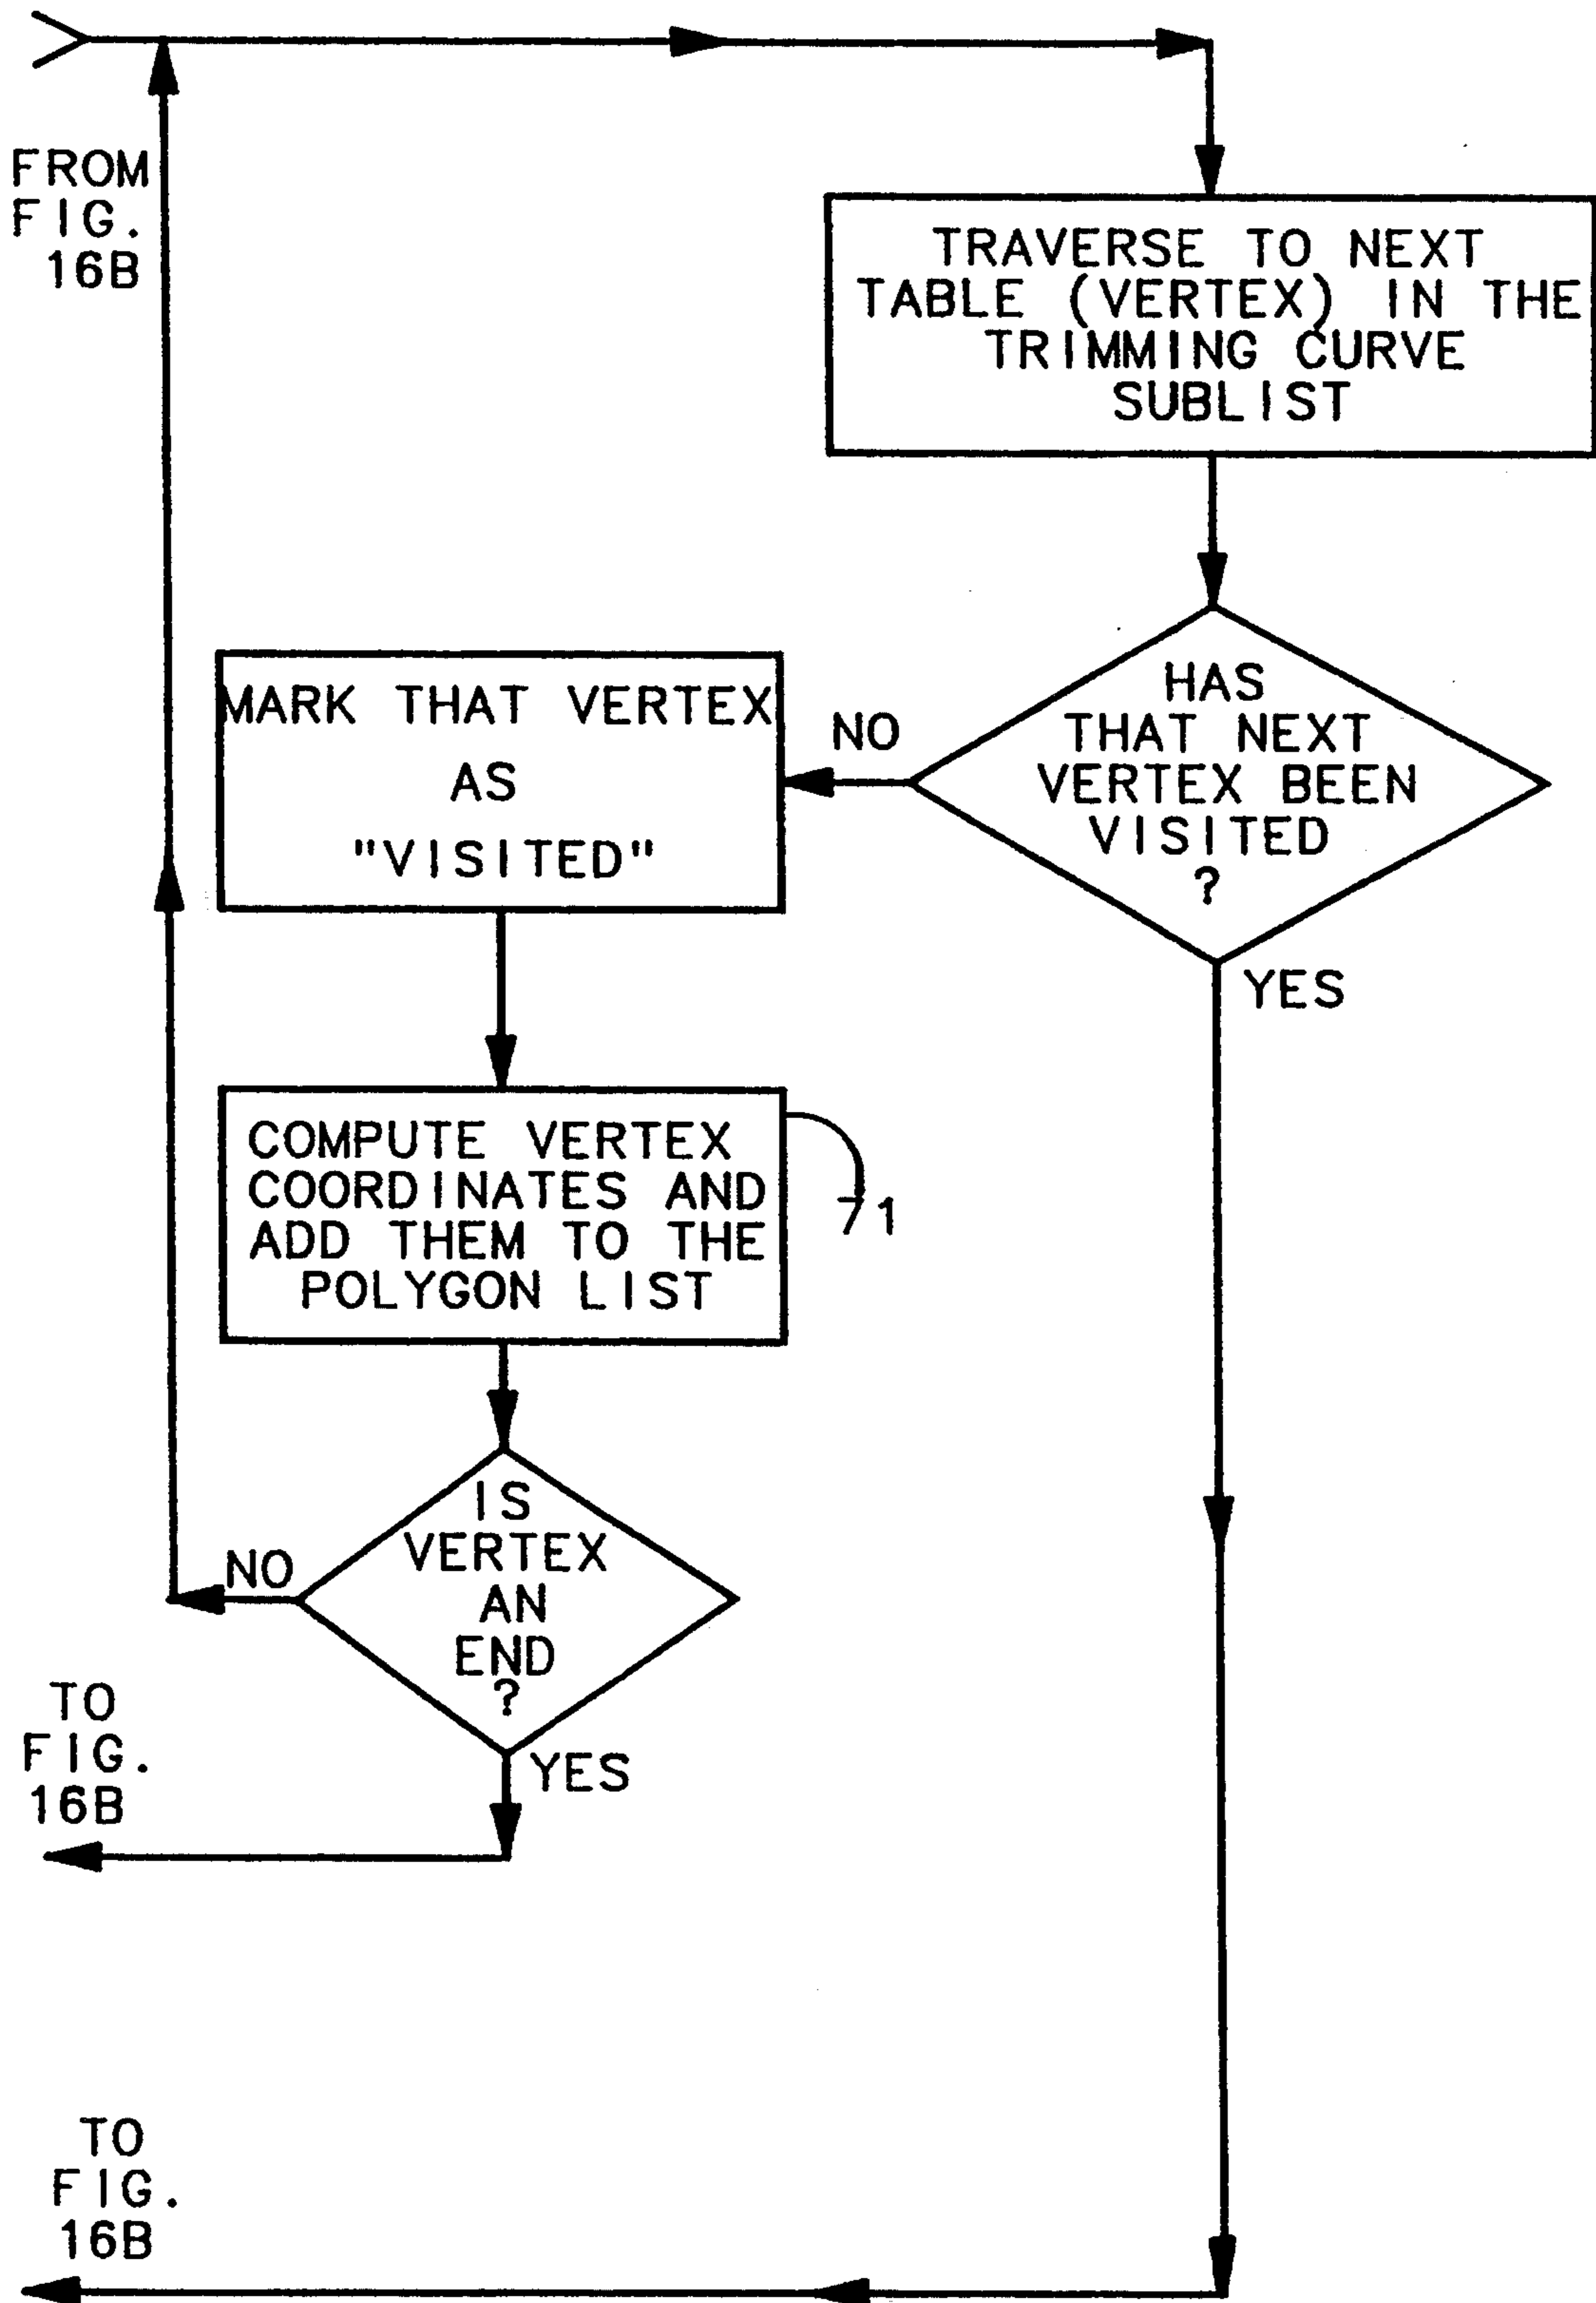 FROM
FIG.
16B
TRAVERSE TO NEXT
TABLE (VERTEX) IN THE
TRIMMING CURVE
SUBLIST
HAS
THAT NEXT
VERTEX BEEN
VISITED
?
NO
YES
MARK THAT VERTEX
AS
"VISITED"
COMPUTE VERTEX
COORDINATES AND
ADD THEM TO THE
POLYGON LIST
71
IS
VERTEX
AN
END
?
NO
YES
TO
FIG.
16B
TO
FIG.
16B